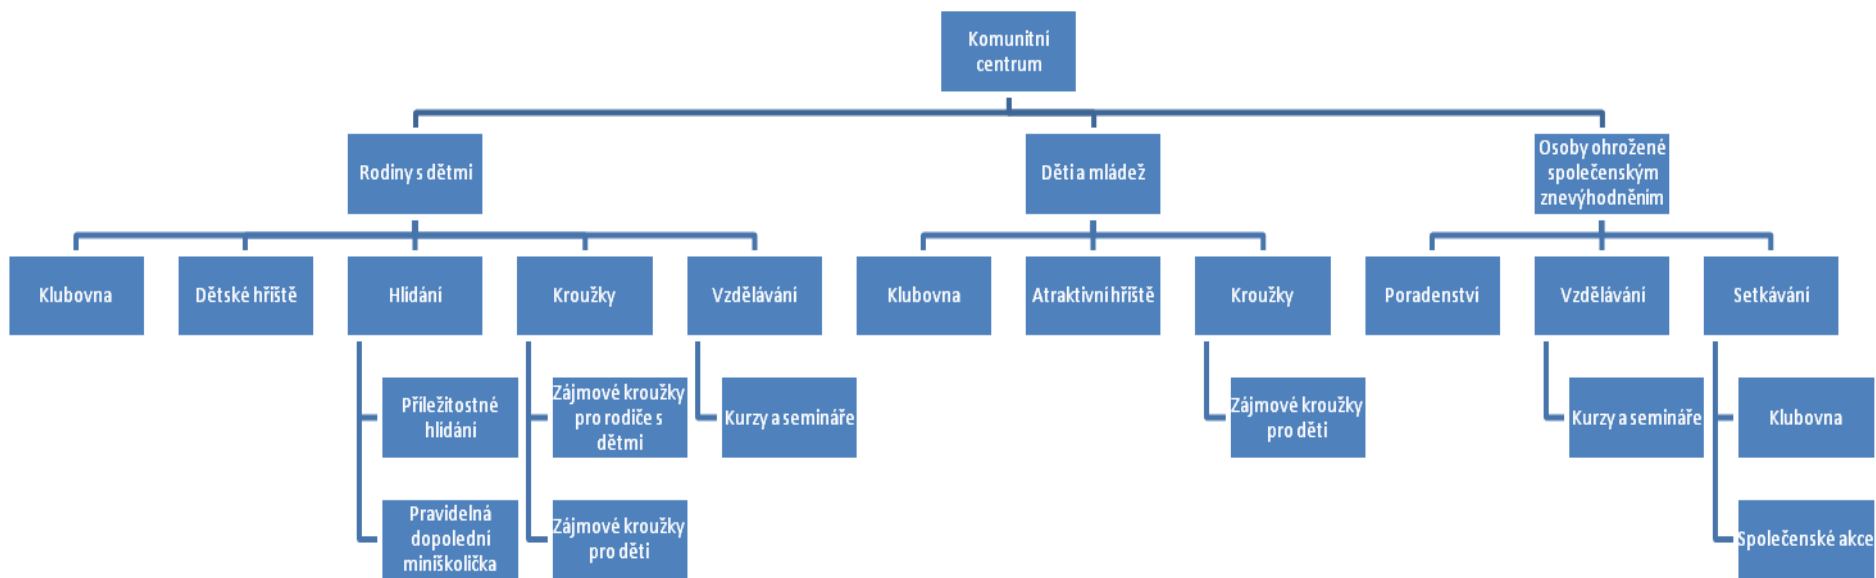 Komunitní
centrum
Rodiny s dětmi
Děti a mládež
Osoby ohrožené
společenským
znevýhodněním
Klubovna
Dětské hříště
Hlídání
Kroužky
Vzdělávání
Klubovna
Atraktivní hříště
Kroužky
Poradenství
Vzdělávání
Setkávání
Příležitostné
hlídání
Zájmové kroužky
pro rodiče s
dětmi
Kurzy a semináře
Zájmové kroužky
pro děti
Kurzy a semináře
Klubovna
Pravidelná
dopolední
miniškolička
Zájmové kroužky
pro děti
Společenské akce